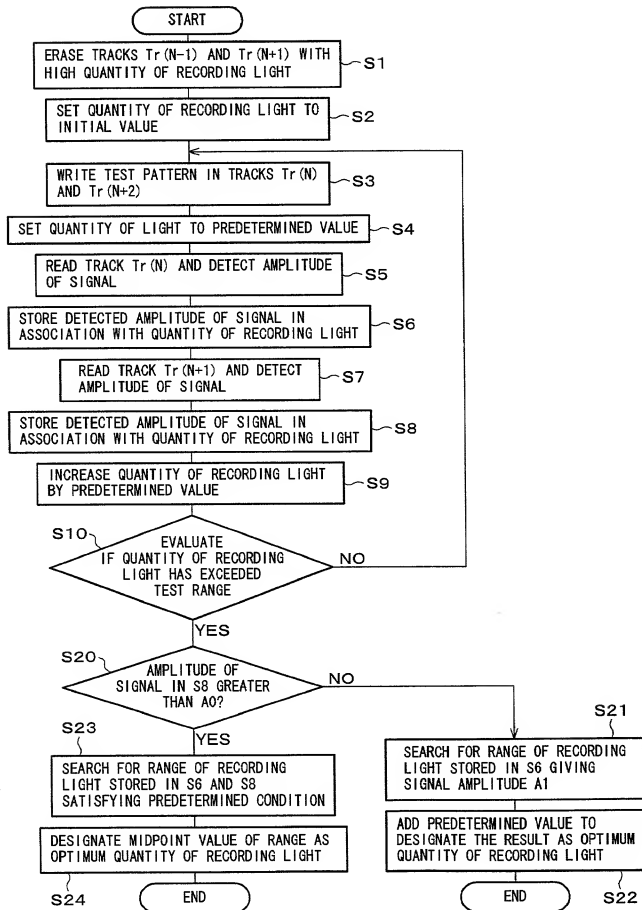 START
ERASE TRACKS Tr(N-1) AND Tr(N+1) WITH
HIGH QUANTITY OF RECORDING LIGHT
S1
SET QUANTITY OF RECORDING LIGHT TO
INITIAL VALUE
S2
WRITE TEST PATTERN IN TRACKS Tr(N)
AND Tr(N+2)
S3
SET QUANTITY OF LIGHT TO PREDETERMINED VALUE
S4
READ TRACK Tr(N) AND DETECT AMPLITUDE
OF SIGNAL
S5
STORE DETECTED AMPLITUDE OF SIGNAL IN
ASSOCIATION WITH QUANTITY OF RECORDING LIGHT
S6
READ TRACK Tr(N+1) AND DETECT
AMPLITUDE OF SIGNAL
S7
STORE DETECTED AMPLITUDE OF SIGNAL IN
ASSOCIATION WITH QUANTITY OF RECORDING LIGHT
S8
INCREASE QUANTITY OF RECORDING LIGHT
BY PREDETERMINED VALUE
S9
S10
EVALUATE
IF QUANTITY OF RECORDING
LIGHT HAS EXCEEDED
TEST RANGE
NO
YES
S20
AMPLITUDE OF
SIGNAL IN S8 GREATER
THAN A0?
NO
YES
S23
SEARCH FOR RANGE OF RECORDING
LIGHT STORED IN S6 AND S8
SATISFYING PREDETERMINED CONDITION
DESIGNATE MIDPOINT VALUE OF RANGE AS
OPTIMUM QUANTITY OF RECORDING LIGHT
S24
END
S21
SEARCH FOR RANGE OF RECORDING
LIGHT STORED IN S6 GIVING
SIGNAL AMPLITUDE A1
ADD PREDETERMINED VALUE TO
DESIGNATE THE RESULT AS OPTIMUM
QUANTITY OF RECORDING LIGHT
S22
END